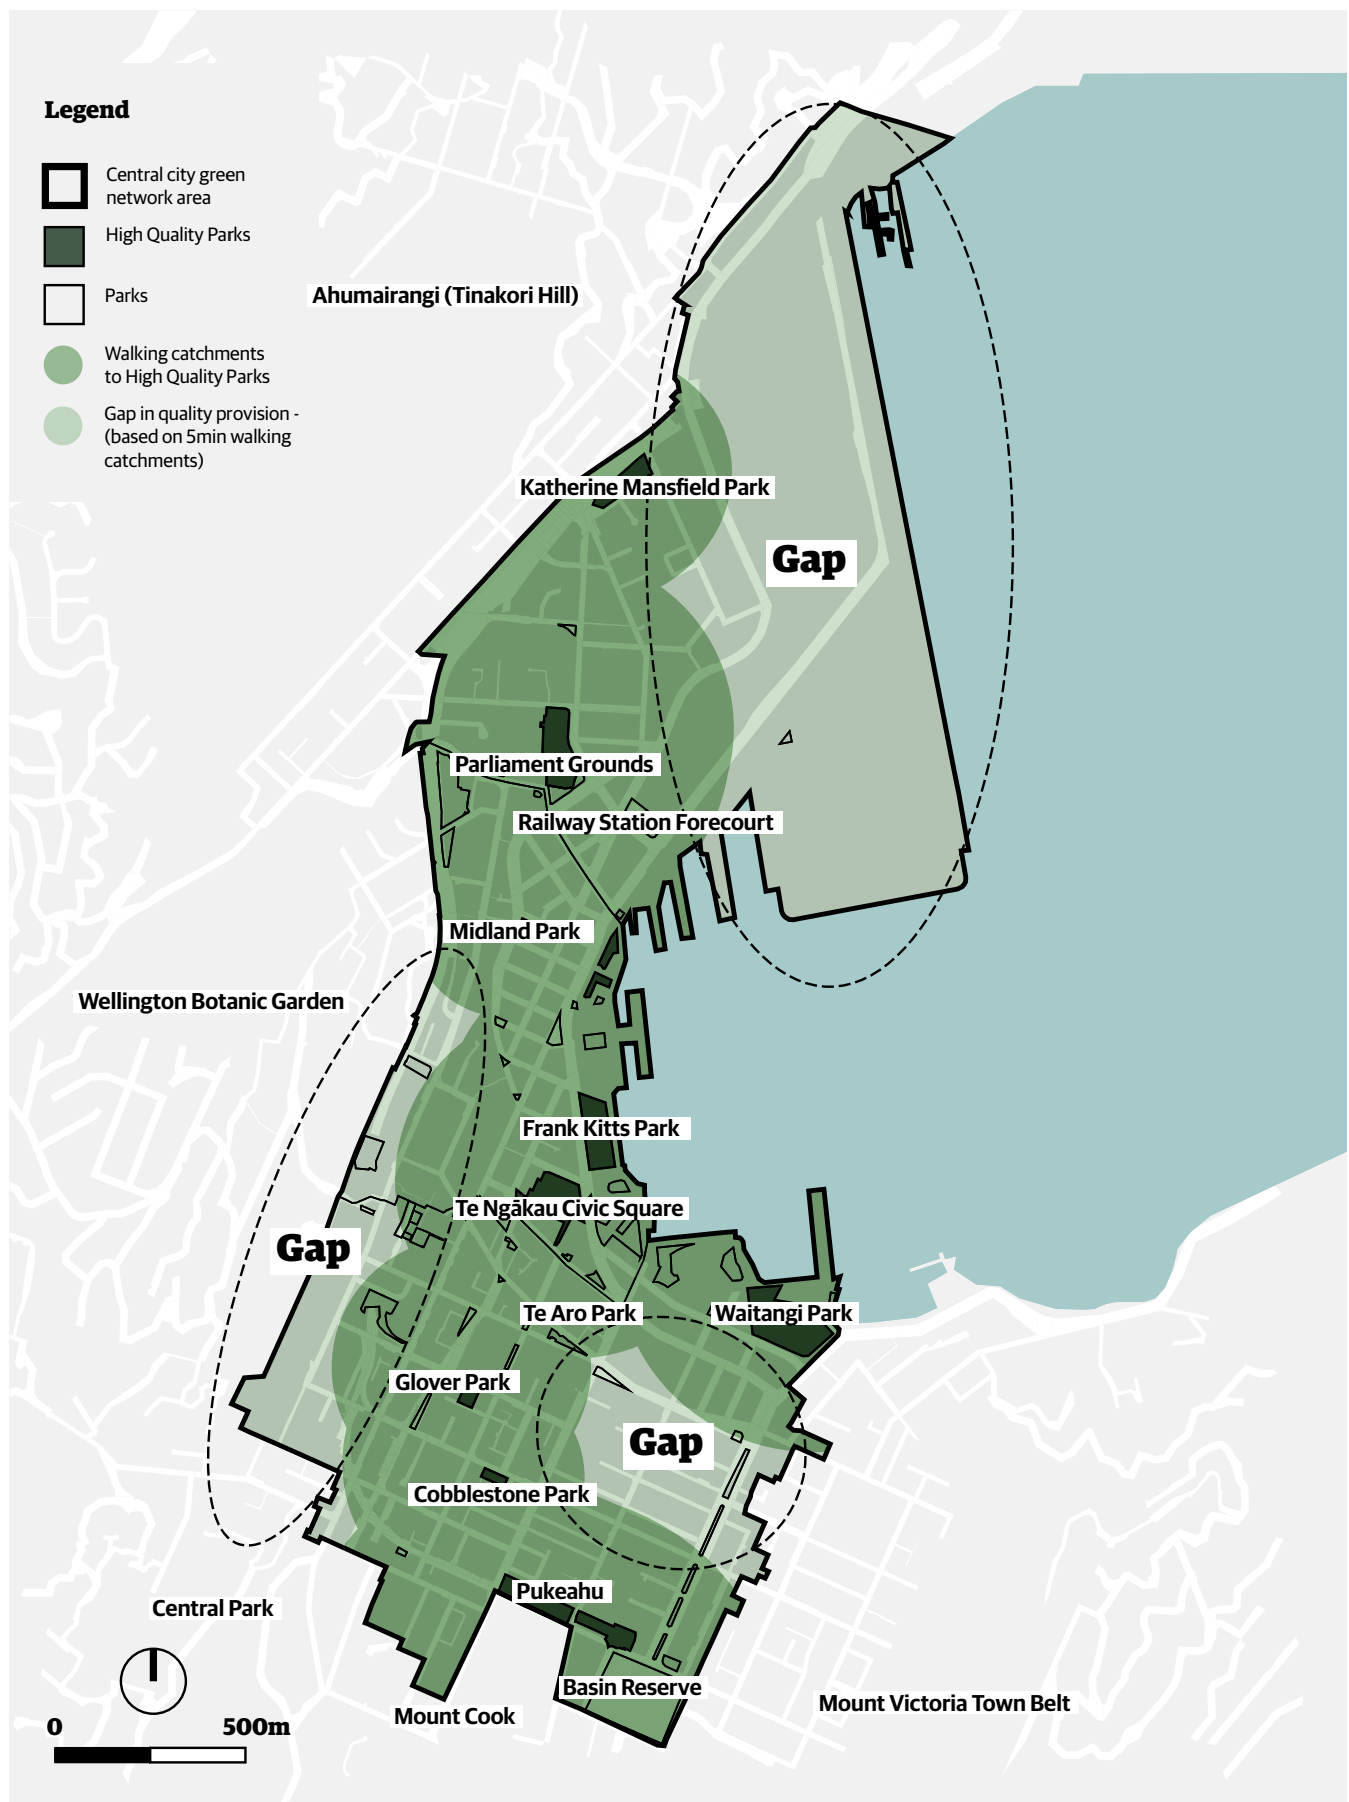 Legend
Central city green
network area
High Quality Parks
Parks
Walking catchments
to High Quality Parks
Gap in quality provision -
(based on 5min walking
catchments)
Ahumairangi (Tinakori Hill)
Katherine Mansfield Park
Gap
Parliament Grounds
Railway Station Forecourt
Midland Park
Wellington Botanic Garden
Frank Kitts Park
Te Ngākau Civic Square
Gap
Te Aro Park
Waitangi Park
Glover Park
Gap
Cobblestone Park
Pukeahu
Central Park
Basin Reserve
Mount Victoria Town Belt
Mount Cook
0 500m